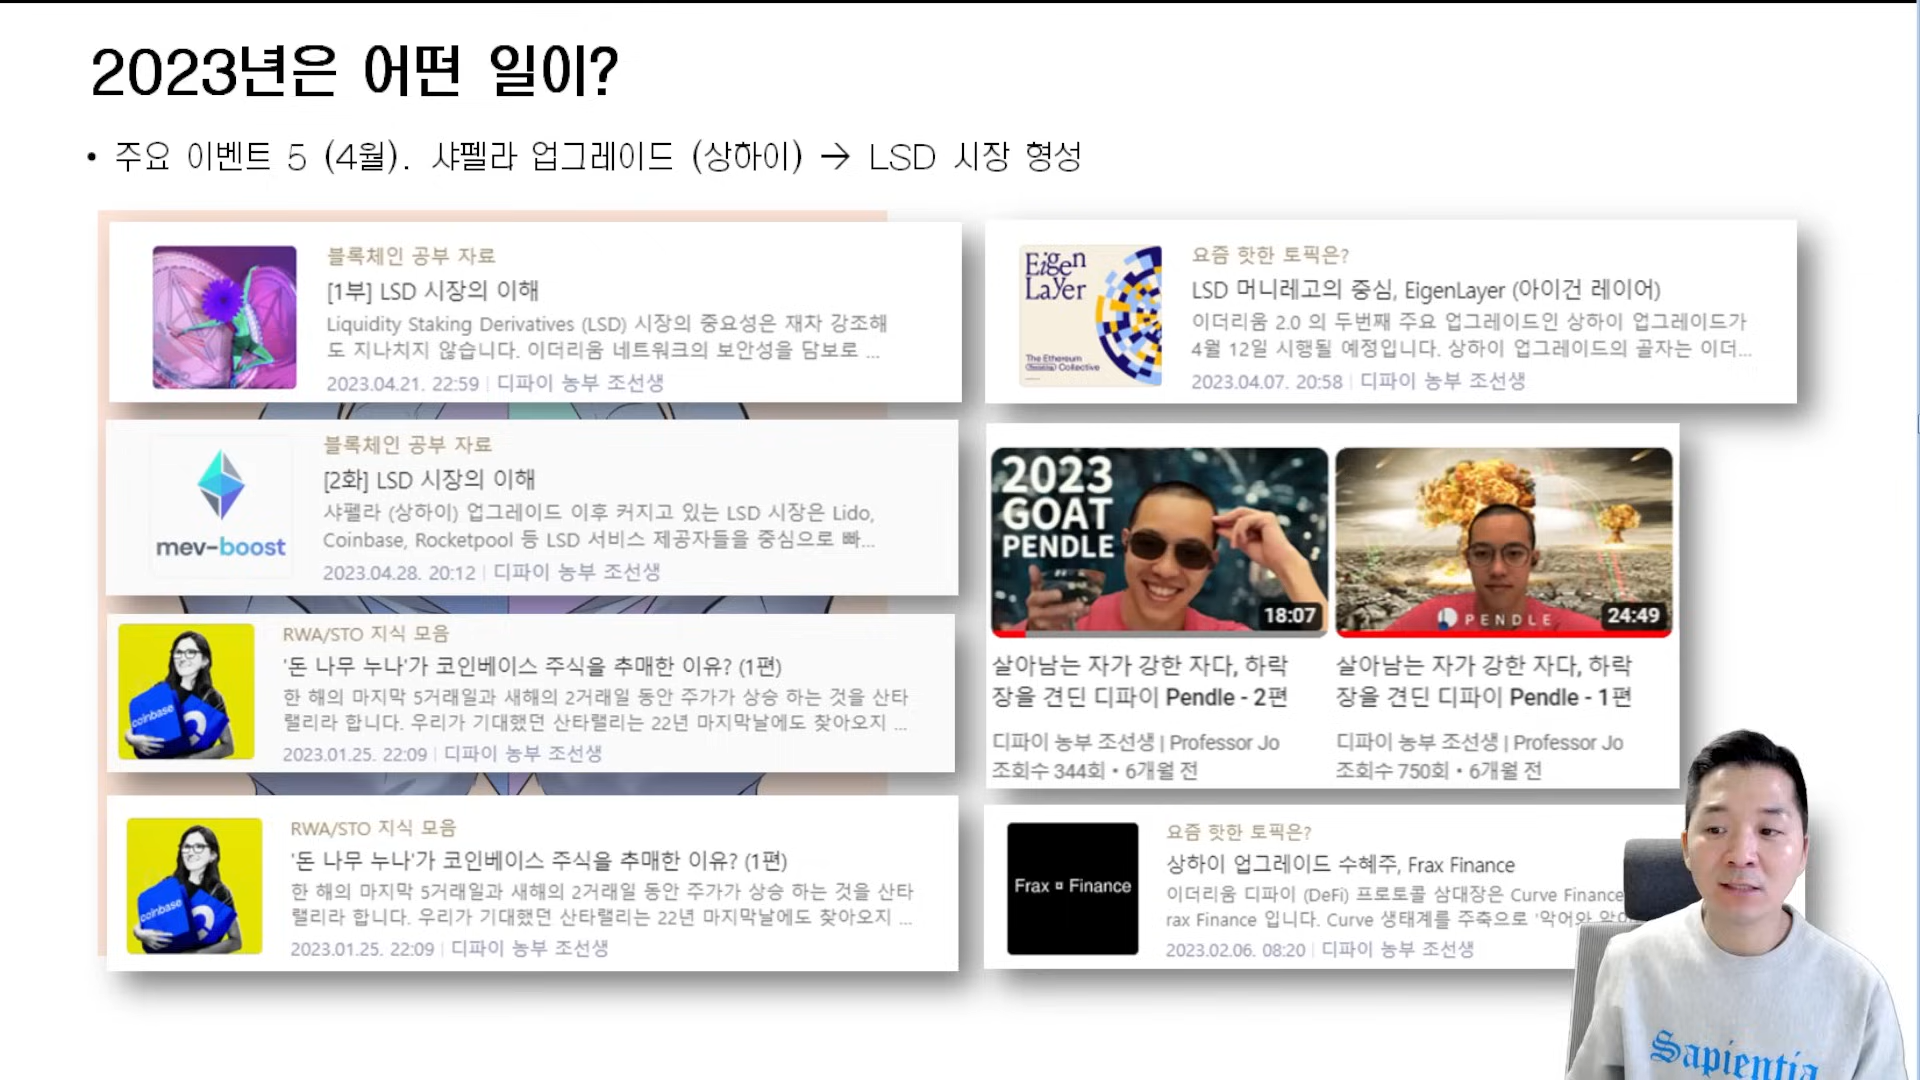 2023년은 어떤 일이?
• 주요 이벤트 5 (4월). 샤펠라 업그레이드 (상하이) → LSD 시장 형성
블록체인 공부 자료
[1부] LSD 시장의 이해
Liquidity Staking Derivatives (LSD) 시장의 중요성은 재차 강조해
도 지나치지 않습니다. 이더리움 네트워크의 보안성을 담보로 ...
2023.04.21. 22:59 | 디파이 농부 조선생
mev-boost
블록체인 공부 자료
[2화] LSD 시장의 이해
샤펠라 (상하이) 업그레이드 이후 커지고 있는 LSD 시장은 Lido,
Coinbase, Rocketpool 등 LSD 서비스 제공자들을 중심으로 빠...
2023.04.28. 20:12 | 디파이 농부 조선생
coinbase
RWA/STO 지식 모음
'돈 나무 누나'가 코인베이스 주식을 추매한 이유? (1편)
한 해의 마지막 5거래일과 새해의 2거래일 동안 주가가 상승 하는 것을 산타
랠리라 합니다. 우리가 기대했던 산타랠리는 22년 마지막날에도 찾아오지 ...
2023.01.25. 22:09 | 디파이 농부 조선생
coinbase
RWA/STO 지식 모음
'돈 나무 누나'가 코인베이스 주식을 추매한 이유? (1편)
한 해의 마지막 5거래일과 새해의 2거래일 동안 주가가 상승 하는 것을 산타
랠리라 합니다. 우리가 기대했던 산타랠리는 22년 마지막날에도 찾아오지 ...
2023.01.25. 22:09 | 디파이 농부 조선생
Eigen
Layer
The Ethereum
Collective
요즘 핫한 토픽은?
LSD 머니레고의 중심, EigenLayer (아이건 레이어)
이더리움 2.0 의 두번째 주요 업그레이드인 상하이 업그레이드가
4월 12일 시행될 예정입니다. 상하이 업그레이드의 골자는 이더...
2023.04.07. 20:58 | 디파이 농부 조선생
2023
GOAT
PENDLE
18:07
살아남는 자가 강한 자다, 하락
장을 견딘 디파이 Pendle - 2편
디파이 농부 조선생 | Professor Jo
조회수 344회 • 6개월 전
PENDLE
24:49
살아남는 자가 강한 자다, 하락
장을 견딘 디파이 Pendle - 1편
디파이 농부 조선생 | Professor Jo
조회수 750회 • 6개월 전
Frax ¤ Finance
요즘 핫한 토픽은?
상하이 업그레이드 수혜주, Frax Finance
이더리움 디파이 (DeFi) 프로토콜 삼대장은 Curve Finance
rax Finance 입니다. Curve 생태계를 주축으로 '악어와
2023.02.06. 08:20 | 디파이 농부 조선생
Sapientia